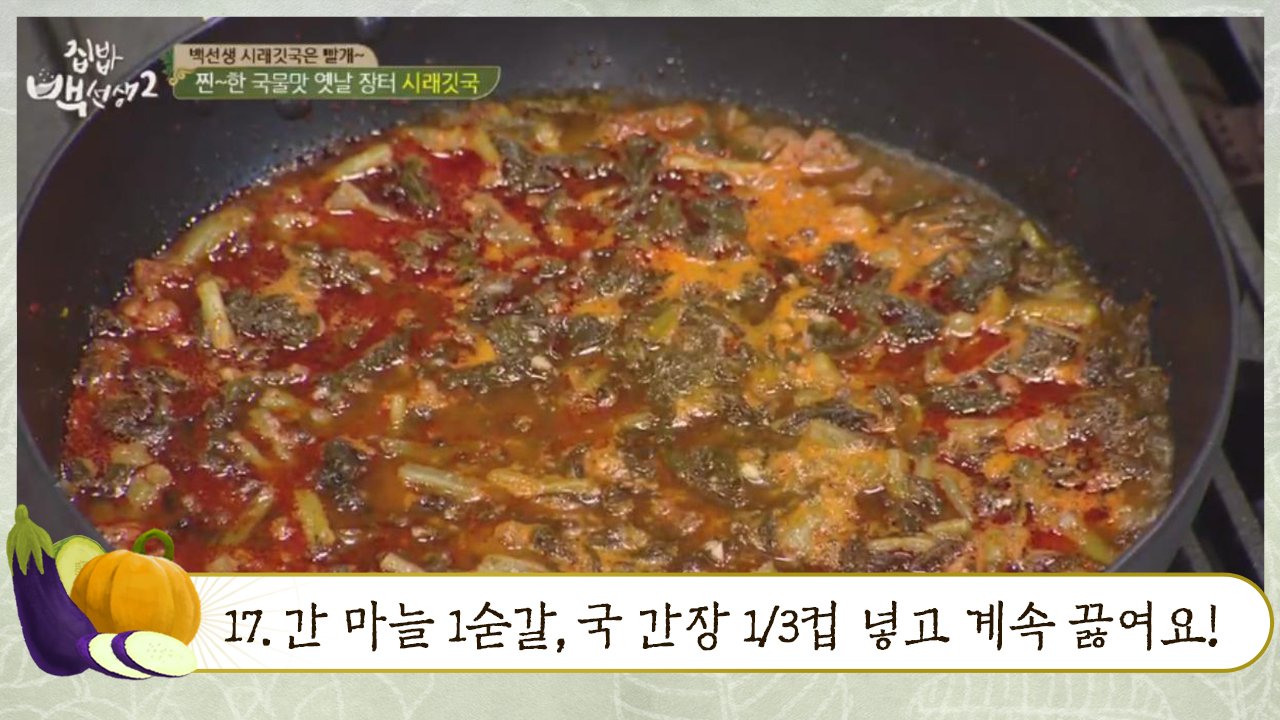 집밥
백선생2
백선생 시래깃국은 빨개~
찐~한 국물맛 옛날 장터 시래깃국
17. 간 마늘 1숟갈, 국 간장 1/3컵 넣고 계속 끓여요!